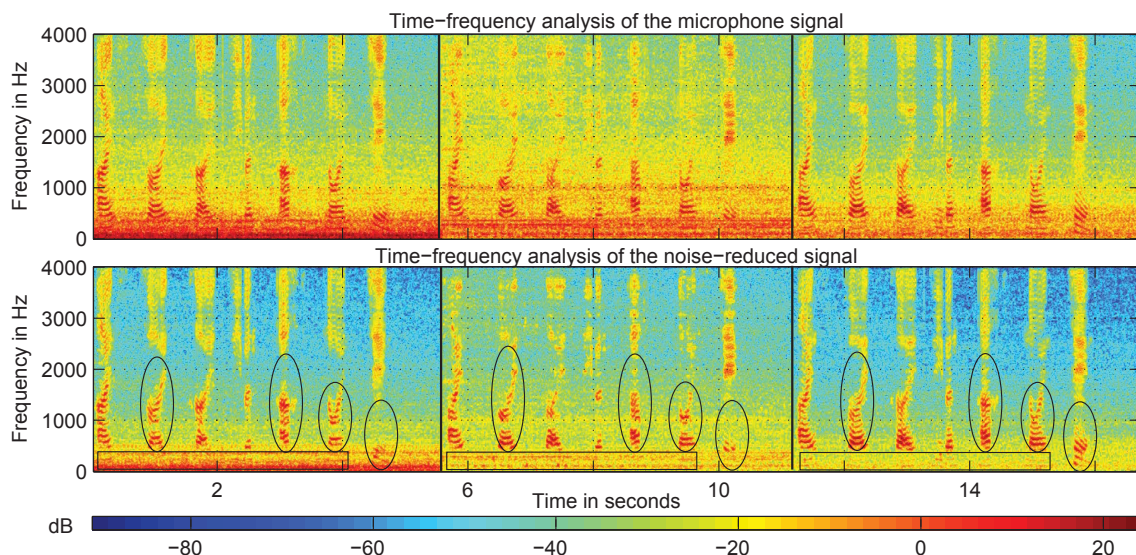 Time−frequency analysis of the microphone signal
4000
3000
2000
1000
0
Frequency in Hz
Time−frequency analysis of the noise−reduced signal
4000
3000
2000
1000
0
Frequency in Hz
2 6 10 14
Time in seconds
dB
−80 −60 −40 −20 0 20